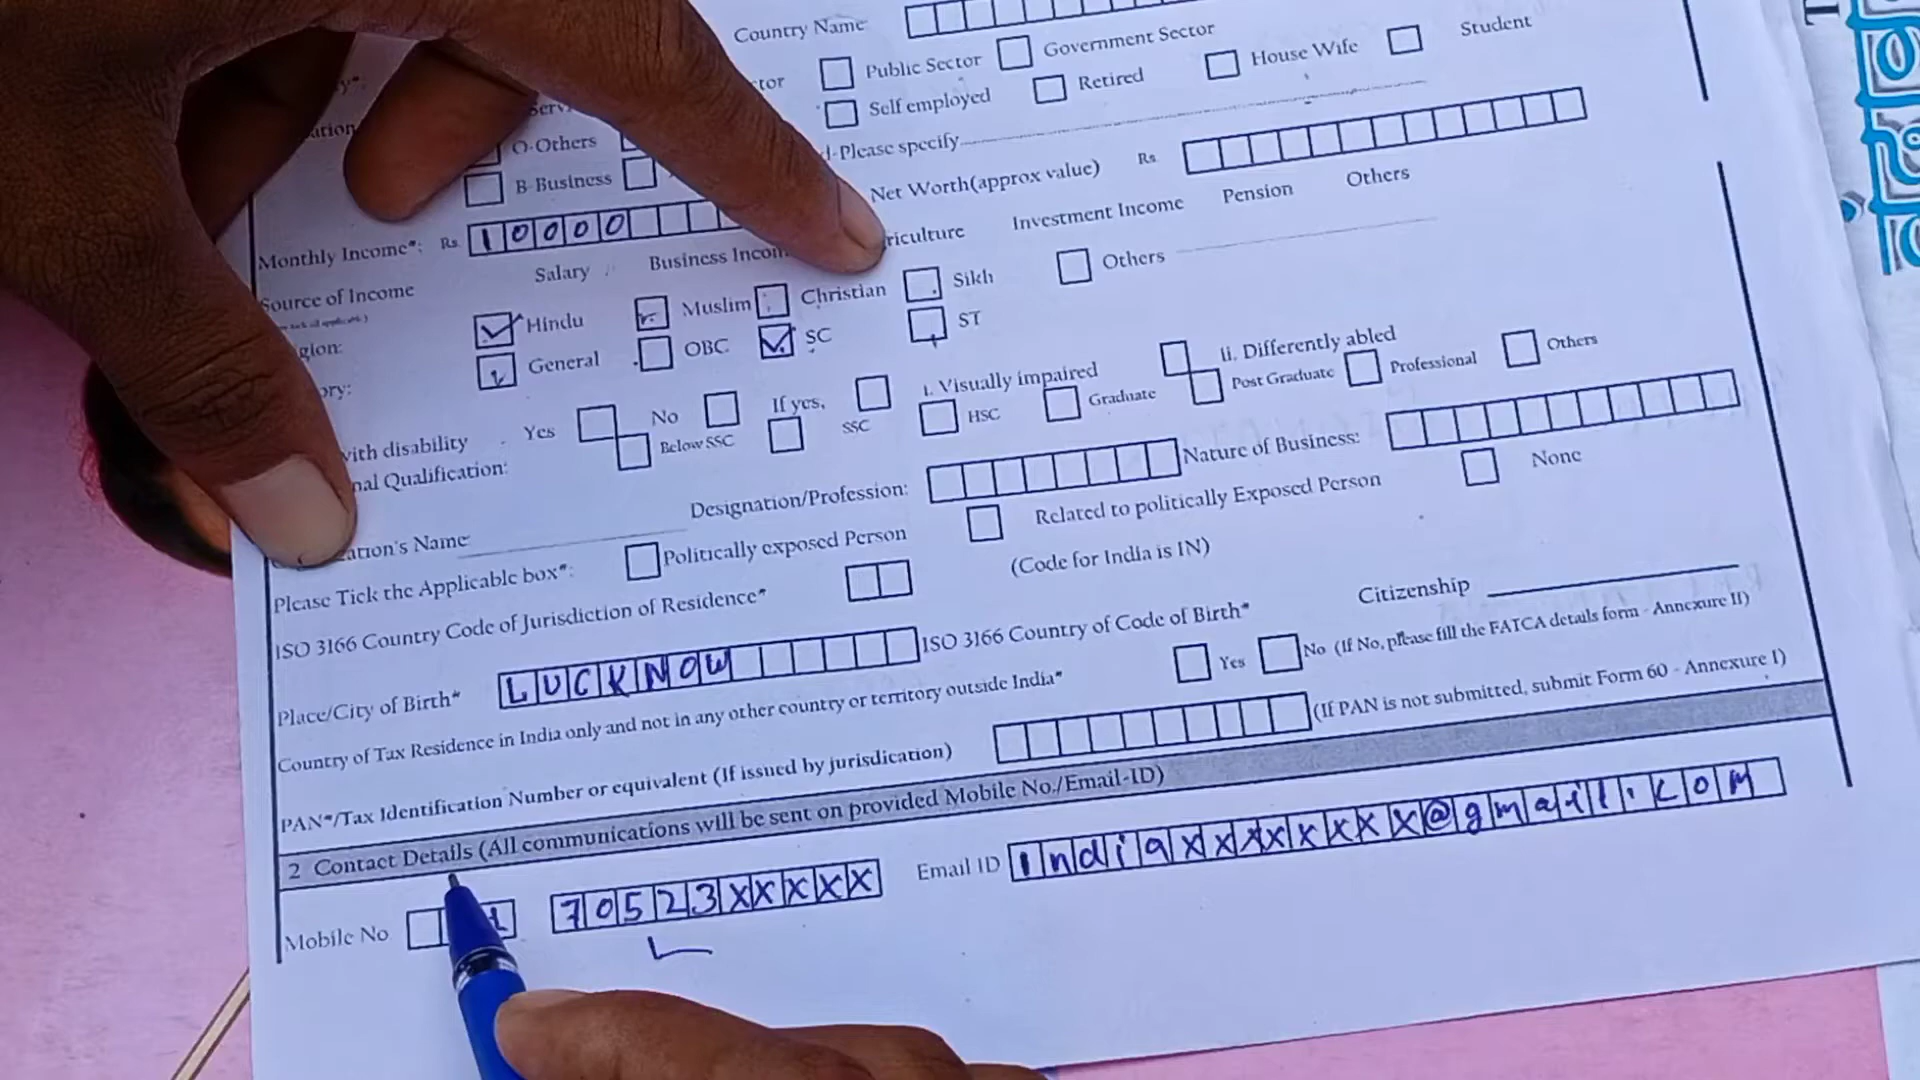 Country Name
Public Sector Government Sector
Self employed Retired House Wife Student
O-Others -Please specify
B-Business Net Worth(approx value) Rs.
Monthly Income*: Rs. 10000
Source of Income Salary Business Investment Income Pension Others
Hindu Muslim Christian Sikh Others
General OBC SC ST
Yes No If yes, i. Visually impaired ii. Differently abled
Qualification: Below SSC SSC HSC Graduate Post Graduate Professional Others
Name: Designation/Profession: Nature of Business:
Please Tick the Applicable box*: Politically exposed Person Related to politically Exposed Person None
ISO 3166 Country Code of Jurisdiction of Residence* (Code for India is IN)
Place/City of Birth* LUCKNOW ISO 3166 Country of Code of Birth* Citizenship
Country of Tax Residence in India only and not in any other country or territory outside India* Yes No (If No, please fill the FATCA details form - Annexure II)
PAN*/Tax Identification Number or equivalent (If issued by jurisdication) (If PAN is not submitted, submit Form 60 - Annexure I)
2 Contact Details (All communications will be sent on provided Mobile No./Email-ID)
Mobile No 70523XXXXX Email ID Indiaxxxxxxxx@gmail.com